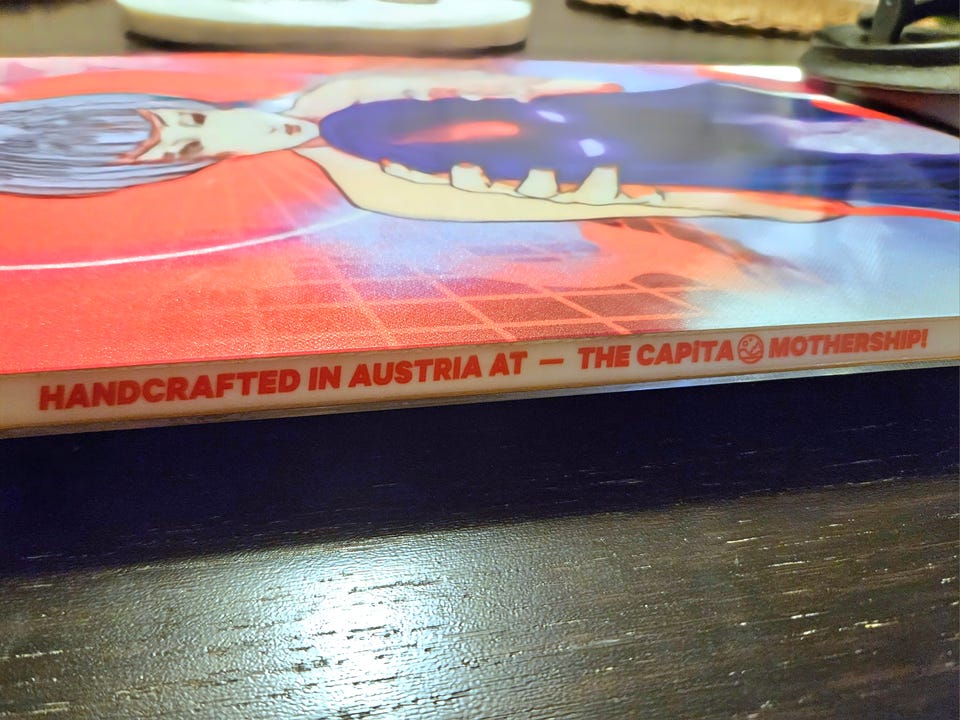 HANDCRAFTED IN AUSTRIA AT — THE CAPiTA MOTHERSHIP!